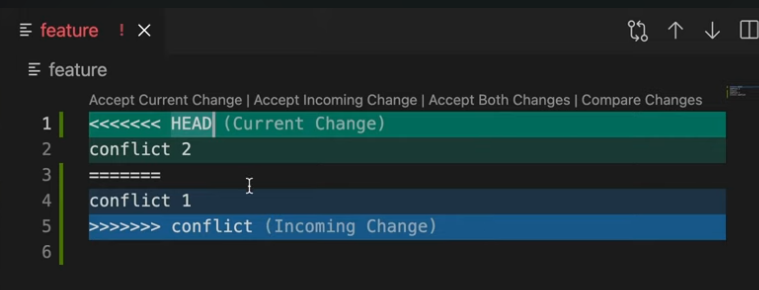 feature !
feature
Accept Current Change | Accept Incoming Change | Accept Both Changes | Compare Changes
1 <<<<<<< HEAD (Current Change)
2 conflict 2
3 =======
4 conflict 1
5 >>>>>>> conflict (Incoming Change)
6